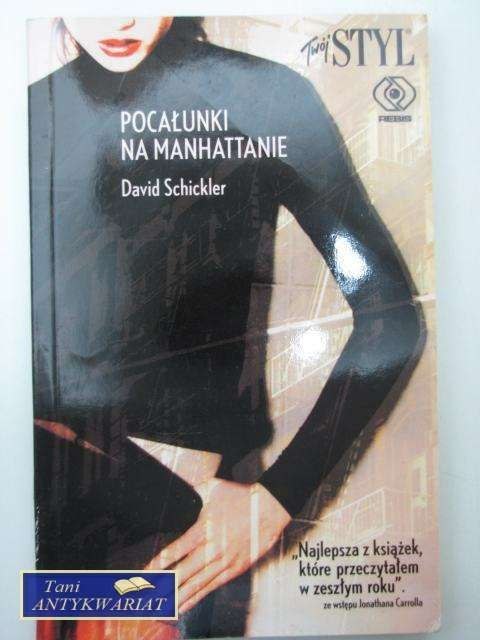 Twój STYL
REBIS
POCAŁUNKI
NA MANHATTANIE
David Schickler
„Najlepsza z książek,
które przeczytałem
w zeszłym roku”.
ze wstępu Jonathana Carrolla
Tani
ANTYKWARIAT